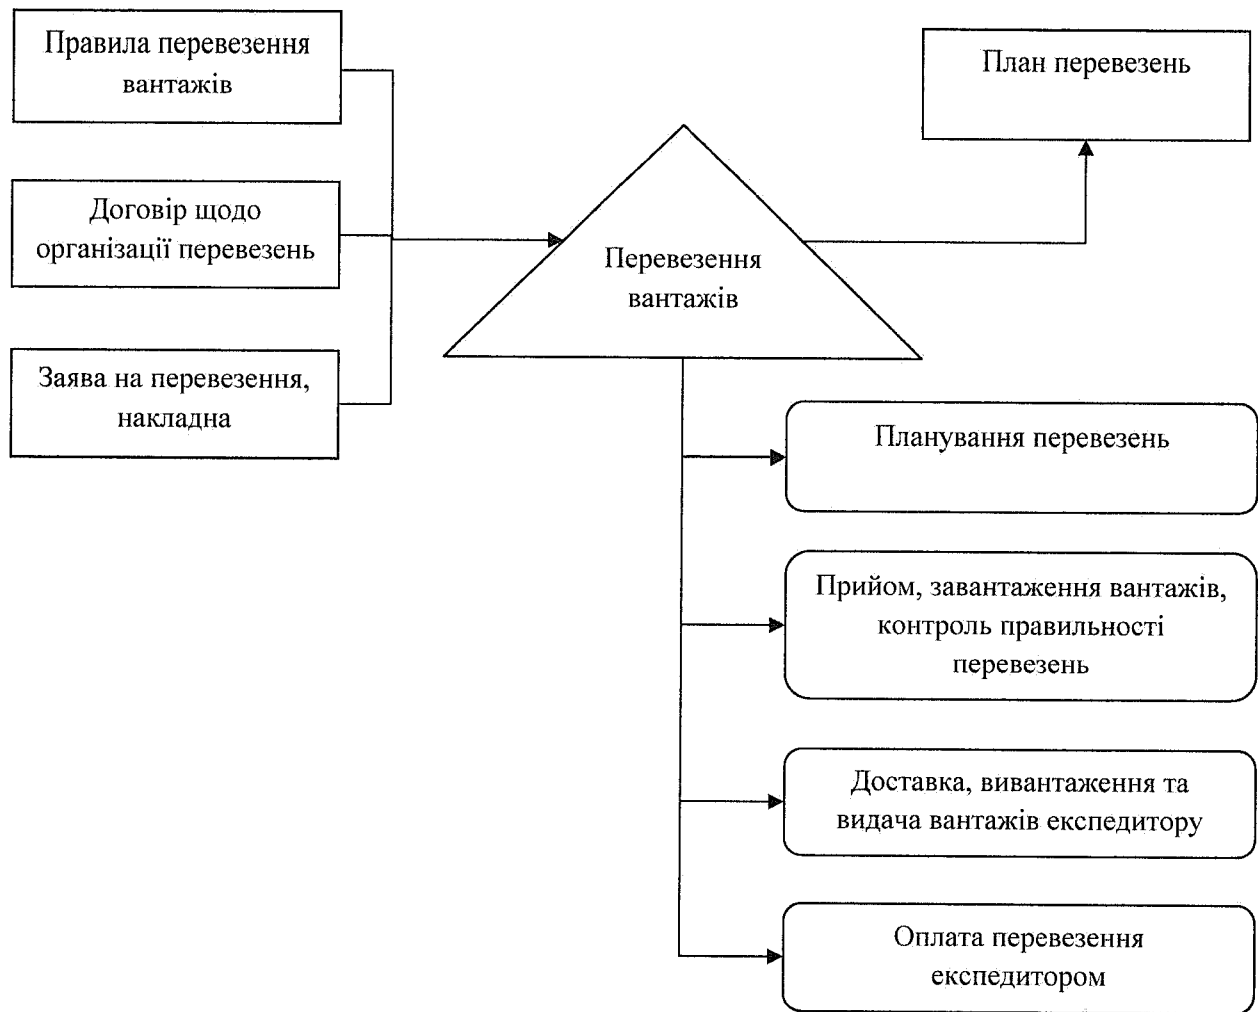 Правила перевезення
вантажів
План перевезень
Договір щодо
організації перевезень
Перевезення
вантажів
Заява на перевезення,
накладна
Планування перевезень
Прийом, завантаження вантажів,
контроль правильності
перевезень
Доставка, вивантаження та
видача вантажів експедитору
Оплата перевезення
експедитором